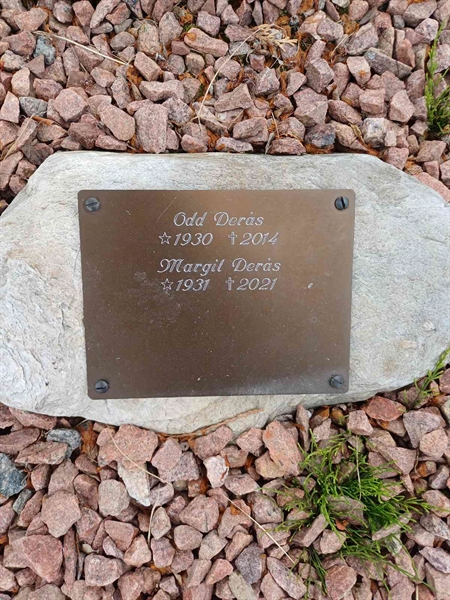 Odd Derås
☆1930 ✝2014
Margit Derås
☆1931 ✝2021